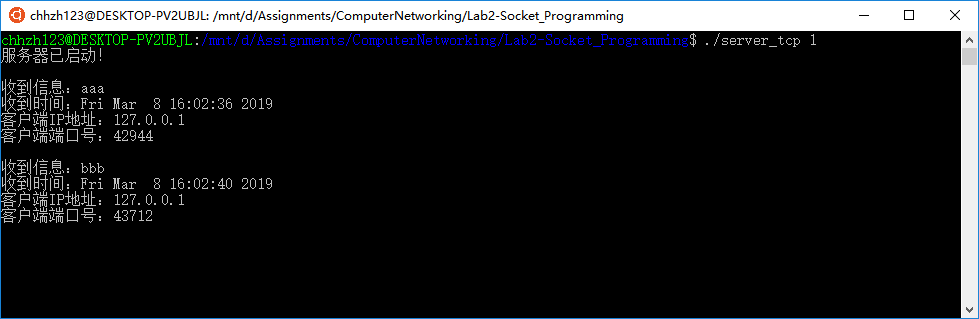 chhzh123@DESKTOP-PV2UBJL: /mnt/d/Assignments/ComputerNetworking/Lab2-Socket_Programming
chhzh123@DESKTOP-PV2UBJL:/mnt/d/Assignments/ComputerNetworking/Lab2-Socket_Programming$ ./server_tcp 1
服务器已启动!
收到信息：aaa
收到时间：Fri Mar  8 16:02:36 2019
客户端IP地址：127.0.0.1
客户端端口号：42944
收到信息：bbb
收到时间：Fri Mar  8 16:02:40 2019
客户端IP地址：127.0.0.1
客户端端口号：43712